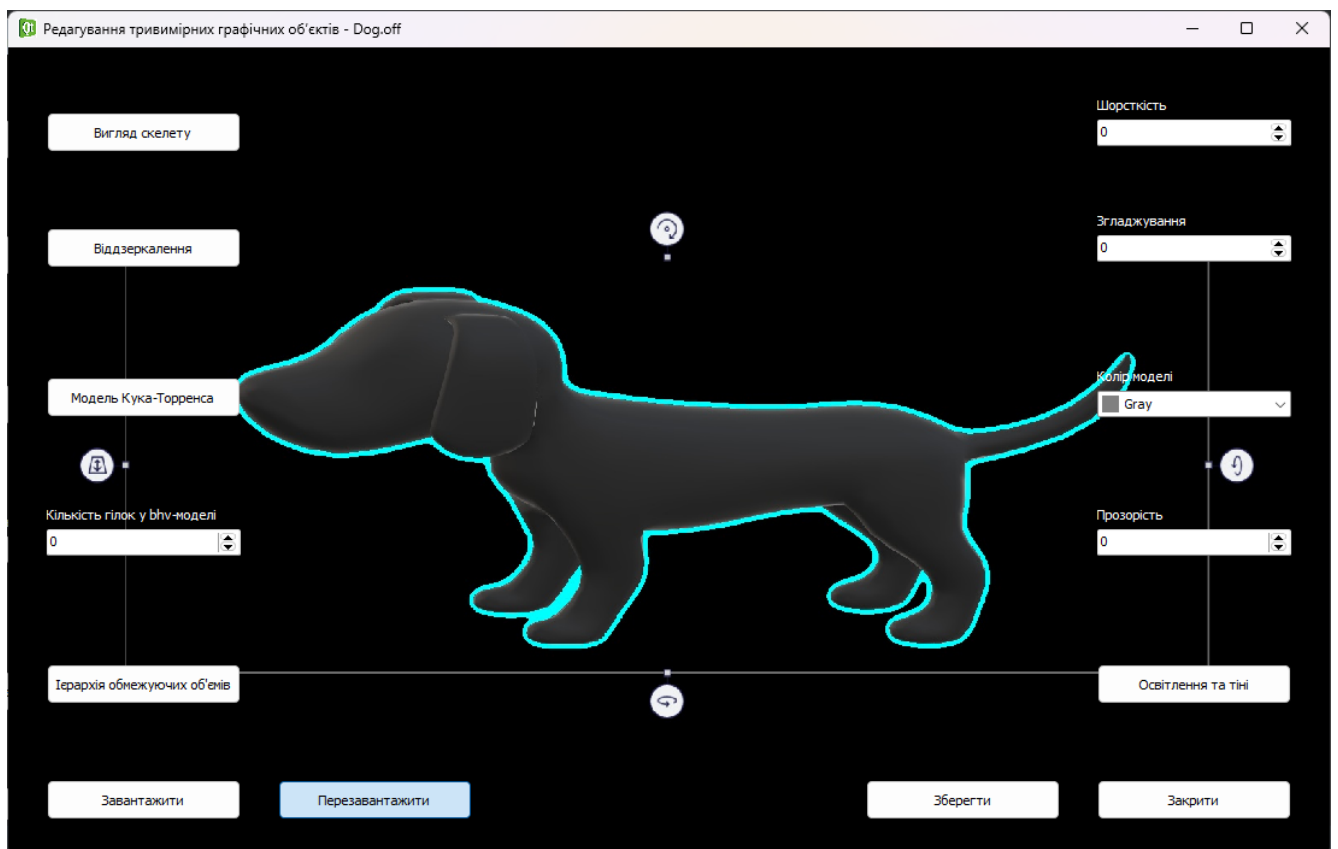 Редагування тривимірних графічних об'єктів - Dog.off
Вигляд скелету
Шорсткість
0
Віддзеркалення
Згладжування
0
Модель Кука-Торренса
Колір моделі
Gray
Кількість гілок у bhv-моделі
0
Прозорість
0
Ієрархія обмежуючих об'ємів
Освітлення та тіні
Завантажити
Перезавантажити
Зберегти
Закрити